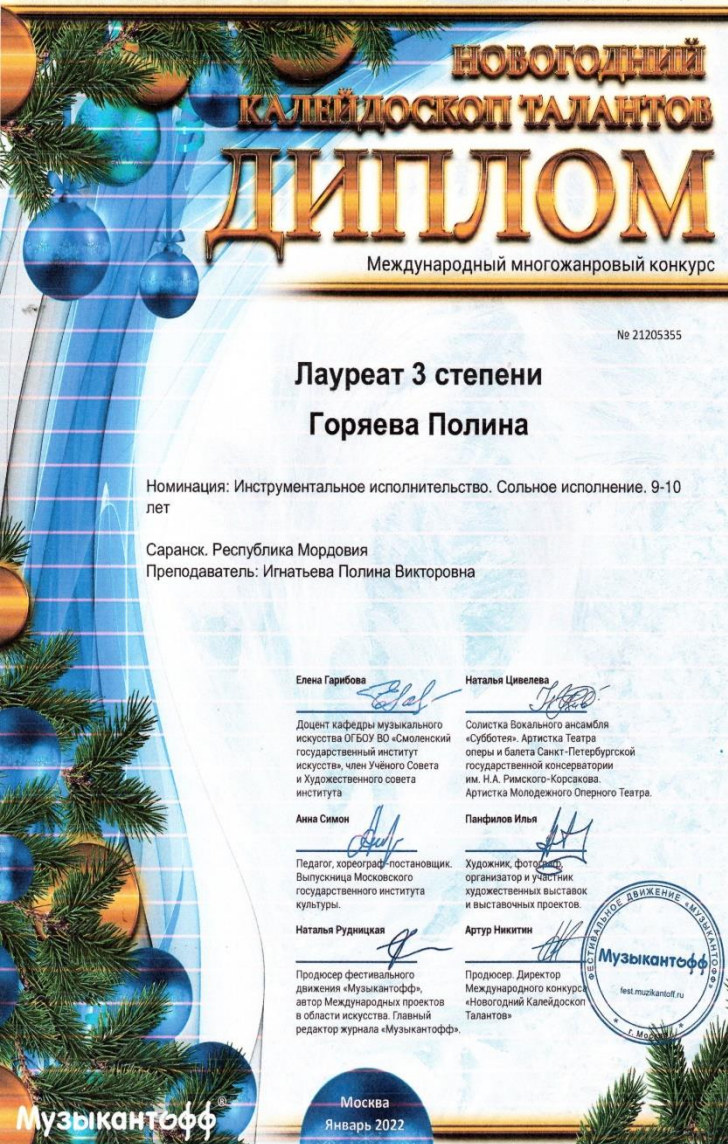 НОВОГОДНИЙ
КАЛЕЙДОСКОП ТАЛАНТОВ
ДИПЛОМ
Международный многожанровый конкурс
№ 21205355
Лауреат 3 степени
Горяева Полина
Номинация: Инструментальное исполнительство. Сольное исполнение. 9-10
лет
Саранск. Республика Мордовия
Преподаватель: Игнатьева Полина Викторовна
Елена Гарибова
Доцент кафедры музыкального
искусства ОГБОУ ВО «Смоленский
государственный институт
искусств», член Учёного Совета
и Художественного совета
института
Наталья Цивелева
Солистка Вокального ансамбля
«Субботея». Артистка Театра
оперы и балета Санкт-Петербургской
государственной консерватории
им. Н.А. Римского-Корсакова.
Артистка Молодежного Оперного Театра.
Анна Симон
Педагог, хореограф-постановщик.
Выпускница Московского
государственного института
культуры.
Панфилов Илья
Художник, фотограф,
организатор и участник
художественных выставок
и выставочных проектов.
Наталья Рудницкая
Продюсер фестивального
движения «Музыкантофф»,
автор Международных проектов
в области искусства. Главный
редактор журнала «Музыкантофф».
Артур Никитин
Продюсер. Директор
Международного конкурса
«Новогодний Калейдоскоп
Талантов»
ФЕСТИВАЛЬНОЕ ДВИЖЕНИЕ «МУЗЫКАНТОФФ»
Музыкантофф
fest.muzikantoff.ru
г. Москва
Музыкантофф®
Москва
Январь 2022